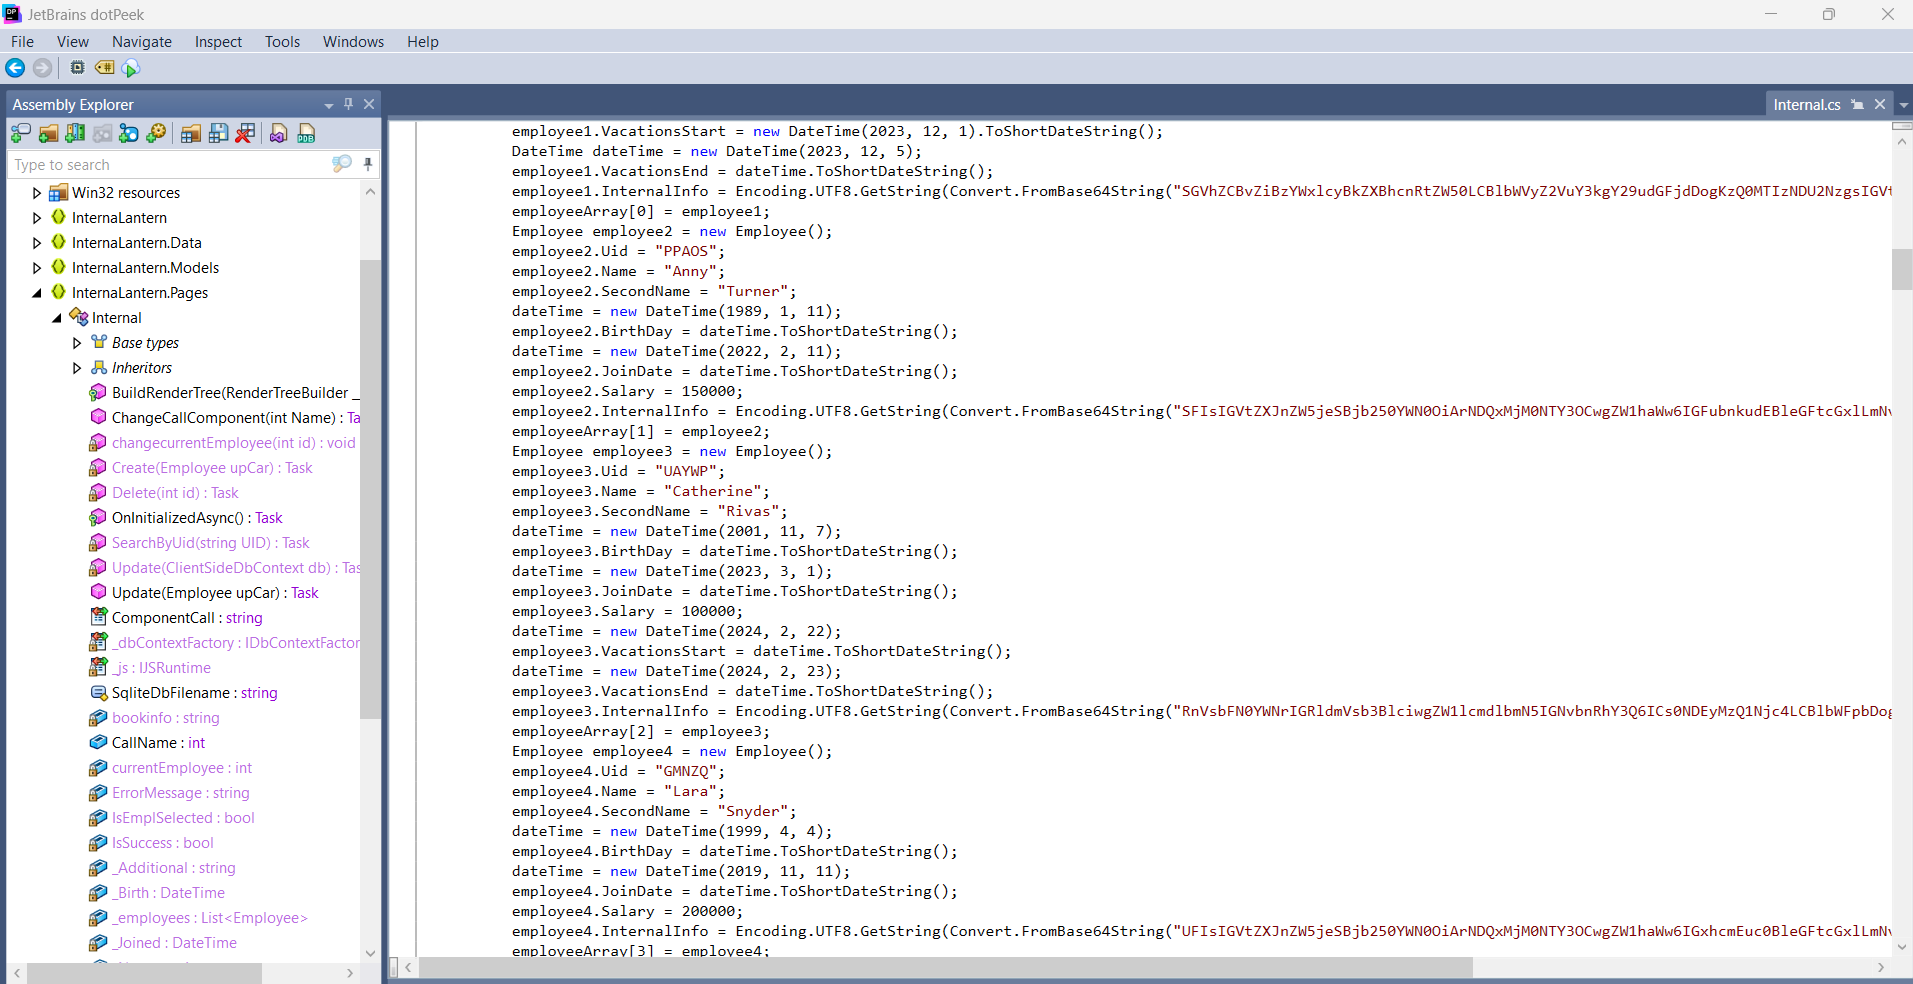 JetBrains dotPeek
File View Navigate Inspect Tools Windows Help
Assembly Explorer
Type to search
Win32 resources
InternaLantern
InternaLantern.Data
InternaLantern.Models
InternaLantern.Pages
Internal
Base types
Inheritors
BuildRenderTree(RenderTreeBuilder _
ChangeCallComponent(int Name) : Ta
changecurrentEmployee(int id) : void
Create(Employee upCar) : Task
Delete(int id) : Task
OnInitializedAsync() : Task
SearchByUid(string UID) : Task
Update(ClientSideDbContext db) : Tas
Update(Employee upCar) : Task
ComponentCall : string
_dbContextFactory : IDbContextFactor
_js : IJSRuntime
SqliteDbFilename : string
bookinfo : string
CallName : int
currentEmployee : int
ErrorMessage : string
IsEmplSelected : bool
IsSuccess : bool
_Additional : string
_Birth : DateTime
_employees : List<Employee>
_Joined : DateTime
Internal.cs
employee1.VacationsStart = new DateTime(2023, 12, 1).ToShortDateString();
DateTime dateTime = new DateTime(2023, 12, 5);
employee1.VacationsEnd = dateTime.ToShortDateString();
employee1.InternalInfo = Encoding.UTF8.GetString(Convert.FromBase64String("SGVhZCBvZiBzYWxlcyBkZXBhcnRtZW50LCBlbWVyZ2VuY3kgY29udGFjdDogKzQ0MTIzNDU2NzgsIGVt
employeeArray[0] = employee1;
Employee employee2 = new Employee();
employee2.Uid = "PPAOS";
employee2.Name = "Anny";
employee2.SecondName = "Turner";
dateTime = new DateTime(1989, 1, 11);
employee2.BirthDay = dateTime.ToShortDateString();
dateTime = new DateTime(2022, 2, 11);
employee2.JoinDate = dateTime.ToShortDateString();
employee2.Salary = 150000;
employee2.InternalInfo = Encoding.UTF8.GetString(Convert.FromBase64String("SFIsIGVtZXJnZW5jeSBjb250YWN0OiArNDQxMjM0NTY3OCwgZW1haWw6IGFubnkudEBleGFtcGxlLmNv
employeeArray[1] = employee2;
Employee employee3 = new Employee();
employee3.Uid = "UAYWP";
employee3.Name = "Catherine";
employee3.SecondName = "Rivas";
dateTime = new DateTime(2001, 11, 7);
employee3.BirthDay = dateTime.ToShortDateString();
dateTime = new DateTime(2023, 3, 1);
employee3.JoinDate = dateTime.ToShortDateString();
employee3.Salary = 100000;
dateTime = new DateTime(2024, 2, 22);
employee3.VacationsStart = dateTime.ToShortDateString();
dateTime = new DateTime(2024, 2, 23);
employee3.VacationsEnd = dateTime.ToShortDateString();
employee3.InternalInfo = Encoding.UTF8.GetString(Convert.FromBase64String("RnVsbFN0YWNrIGRldmVsb3BlciwgZW1lcmdlbmN5IGNvbnRhY3Q6ICs0NDEyMzQ1Njc4LCBlbWFpbDog
employeeArray[2] = employee3;
Employee employee4 = new Employee();
employee4.Uid = "GMNZQ";
employee4.Name = "Lara";
employee4.SecondName = "Snyder";
dateTime = new DateTime(1999, 4, 4);
employee4.BirthDay = dateTime.ToShortDateString();
dateTime = new DateTime(2019, 11, 11);
employee4.JoinDate = dateTime.ToShortDateString();
employee4.Salary = 200000;
employee4.InternalInfo = Encoding.UTF8.GetString(Convert.FromBase64String("UFIsIGVtZXJnZW5jeSBjb250YWN0OiArNDQxMjM0NTY3OCwgZW1haWw6IGxhcmEuc0BleGFtcGxlLmNv
employeeArray[3] = employee4;